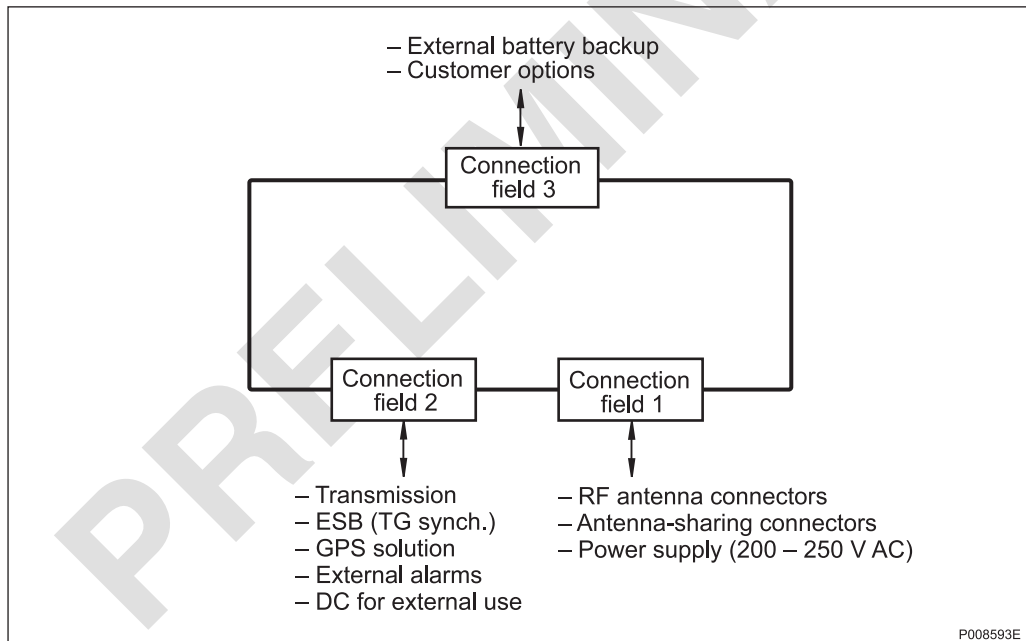 – External battery backup
– Customer options
Connection
field 3
Connection
field 2
Connection
field 1
– Transmission
– ESB (TG synch.)
– GPS solution
– External alarms
– DC for external use
– RF antenna connectors
– Antenna-sharing connectors
– Power supply (200 – 250 V AC)
P008593E